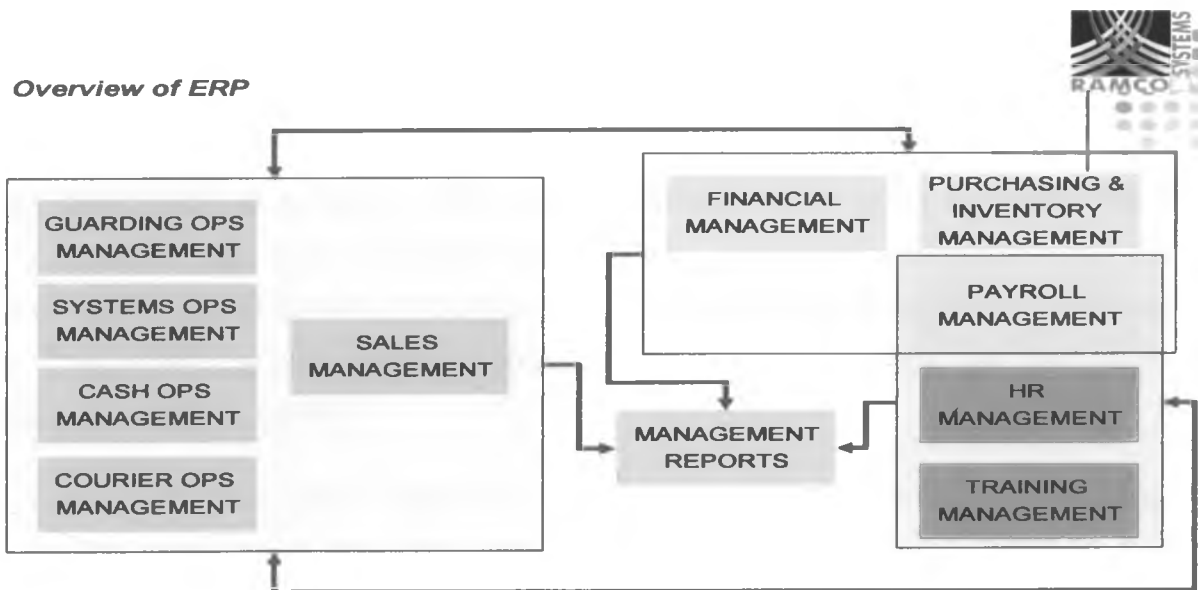 RAMCO
SYSTEMS
Overview of ERP
GUARDING OPS
MANAGEMENT
SYSTEMS OPS
MANAGEMENT
CASH OPS
MANAGEMENT
COURIER OPS
MANAGEMENT
SALES
MANAGEMENT
FINANCIAL
MANAGEMENT
PURCHASING &
INVENTORY
MANAGEMENT
PAYROLL
MANAGEMENT
HR
MANAGEMENT
TRAINING
MANAGEMENT
MANAGEMENT
REPORTS